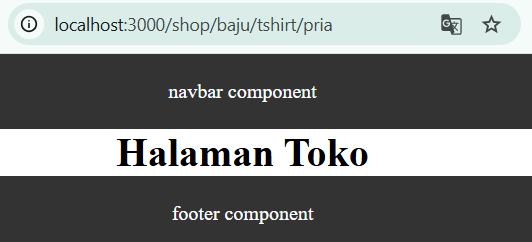 localhost:3000/shop/baju/tshirt/pria
navbar component
Halaman Toko
footer component